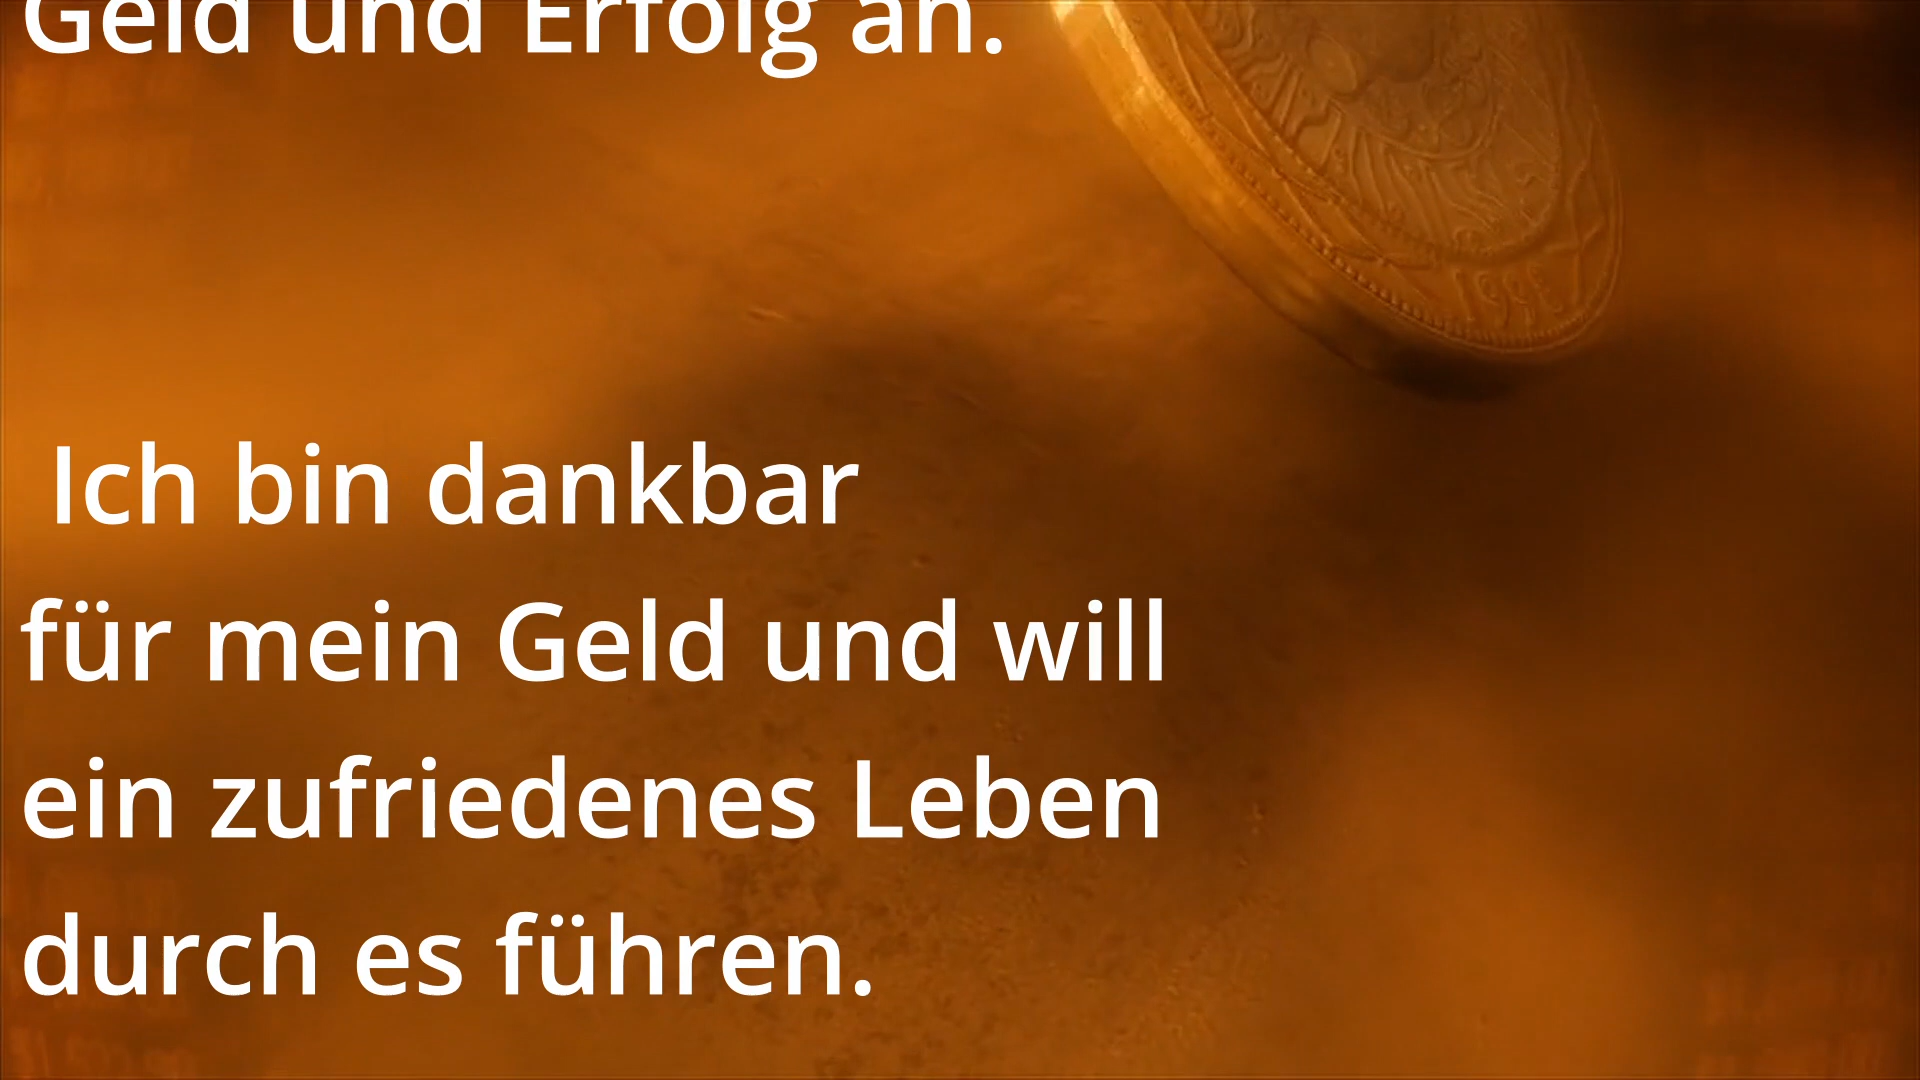 Geld und Erfolg an.
Ich bin dankbar
für mein Geld und will
ein zufriedenes Leben
durch es führen.